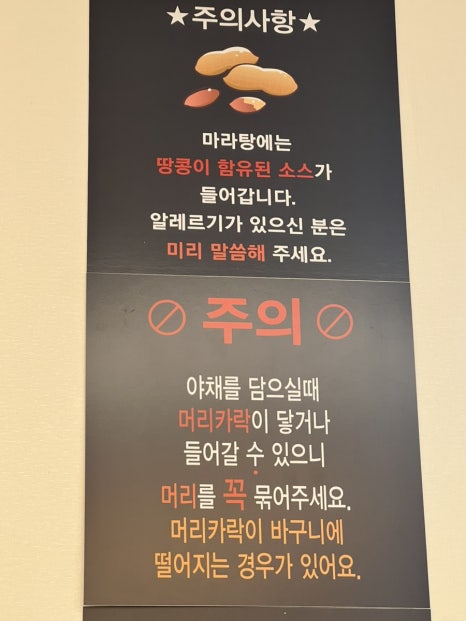 ★주의사항★
마라탕에는
땅콩이 함유된 소스가
들어갑니다.
알레르기가 있으신 분은
미리 말씀해 주세요.
주의
야채를 담으실때
머리카락이 닿거나
들어갈 수 있으니
머리를 꼭 묶어주세요.
머리카락이 바구니에
떨어지는 경우가 있어요.